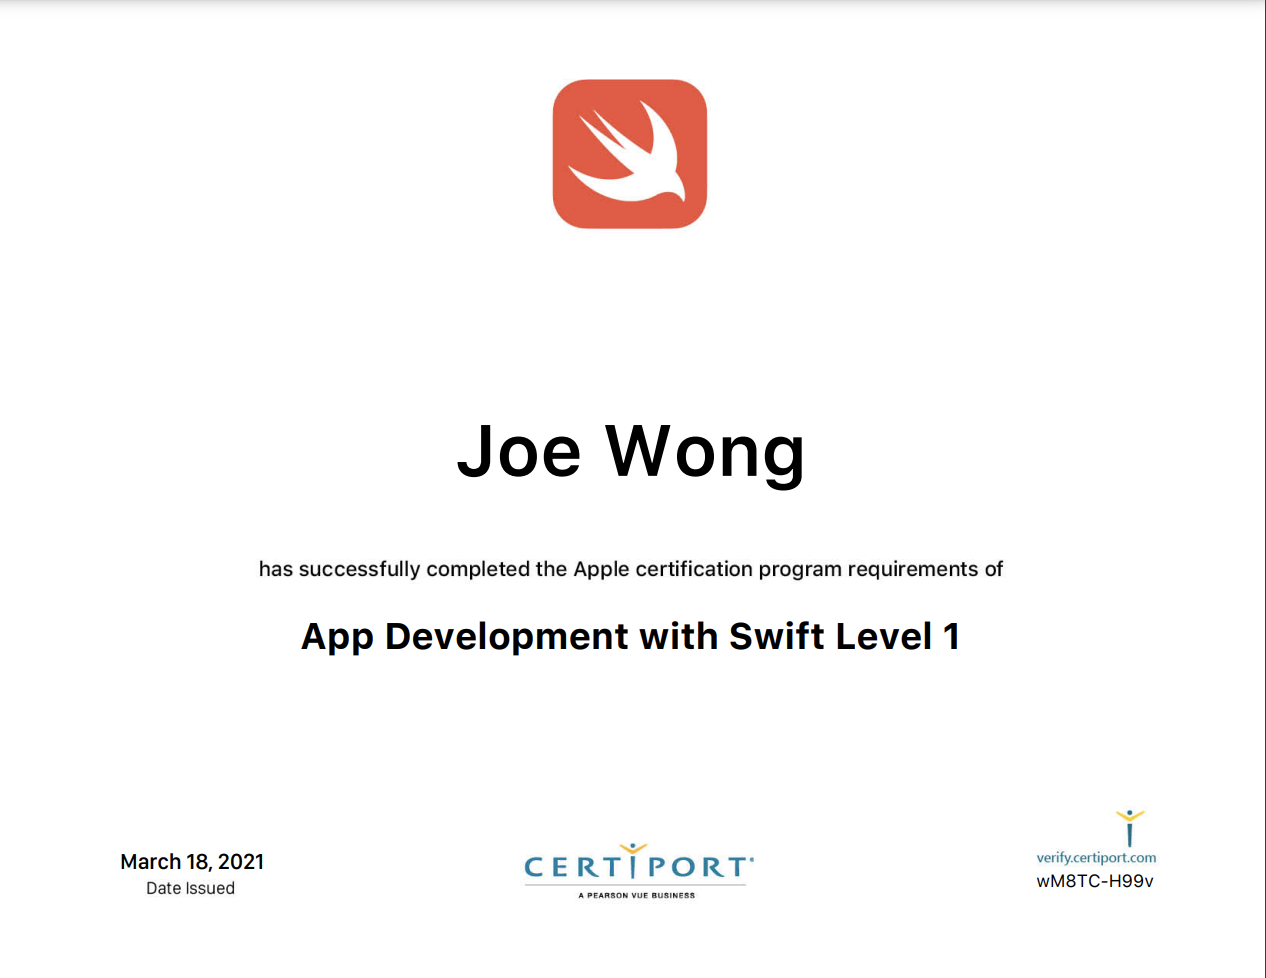 Joe Wong
has successfully completed the Apple certification program requirements of
App Development with Swift Level 1
March 18, 2021
Date Issued
CERTIPORT
A PEARSON VUE BUSINESS
verify.certiport.com
wM8TC-H99v